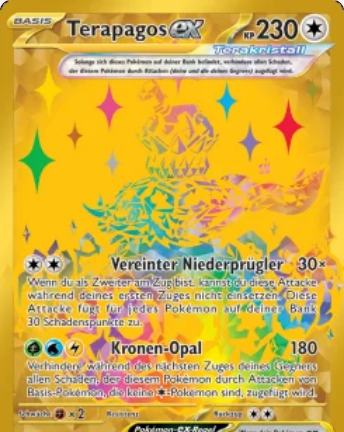 BASIS
Terapagos ex KP 230
Terakristall
Solange sich dieses Pokémon auf deiner Bank befindet, verhindere allen Schaden,
der diesem Pokémon durch Attacken (deine und die deines Gegners) zugefügt wird.
Vereinter Niederprügler 30×
Wenn du als Zweiter am Zug bist, kannst du diese Attacke
während deines ersten Zuges nicht einsetzen. Diese
Attacke fügt für jedes Pokémon auf deiner Bank
30 Schadenspunkte zu.
Kronen-Opal 180
Verhindere während des nächsten Zuges deines Gegners
allen Schaden, der diesem Pokémon durch Attacken von
Basis-Pokémon, die keine -Pokémon sind, zugefügt wird.
Schwäche ×2 Resistenz Rückzug
Pokémon-ex-Regel